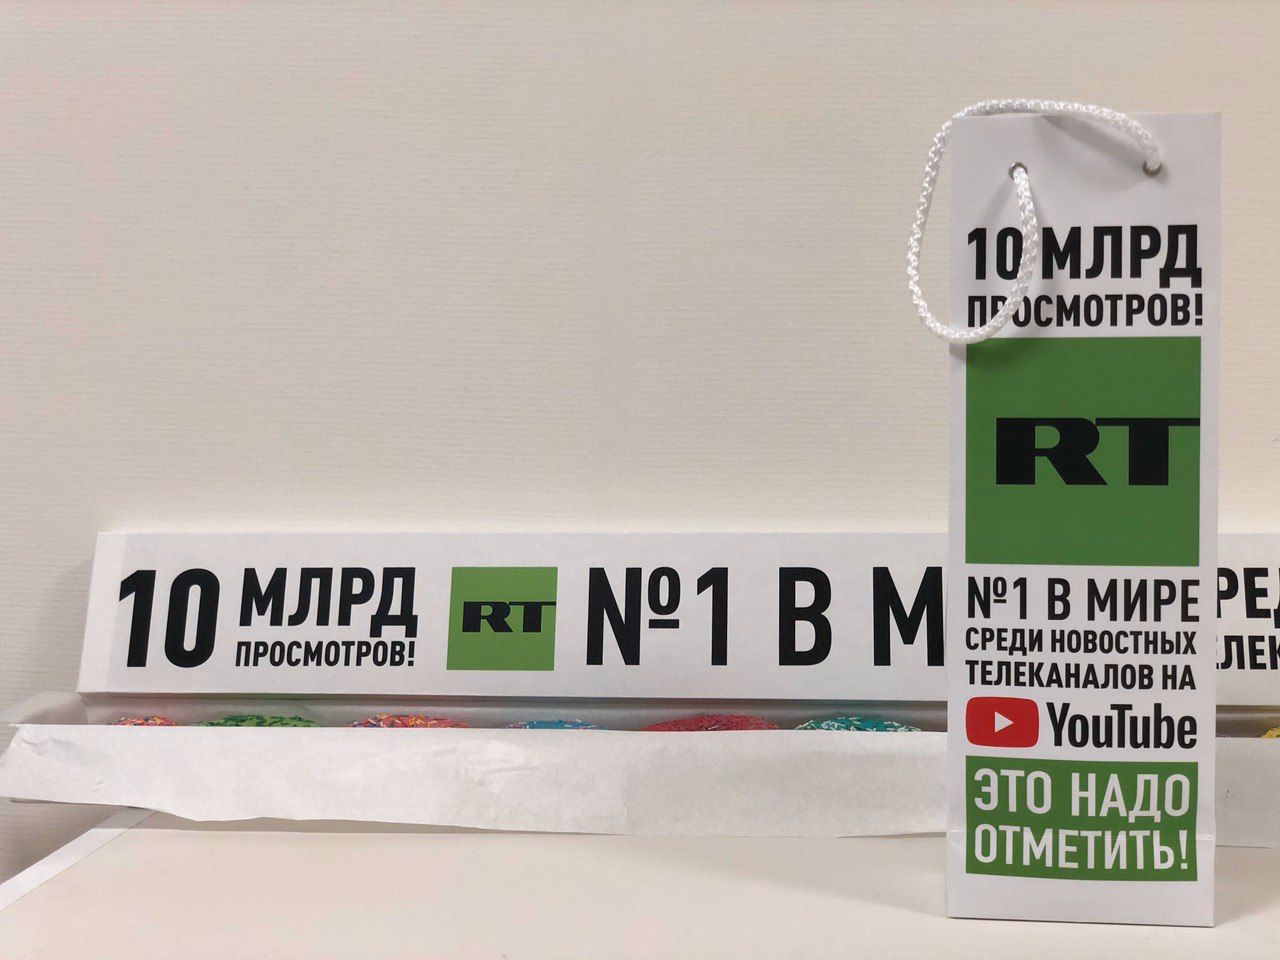 10 МЛРД
ПРОСМОТРОВ!
RT
№1 В МИРЕ
СРЕДИ НОВОСТНЫХ
ТЕЛЕКАНАЛОВ НА
YouTube
ЭТО НАДО
ОТМЕТИТЬ!
10 МЛРД
ПРОСМОТРОВ!
RT
№1 В